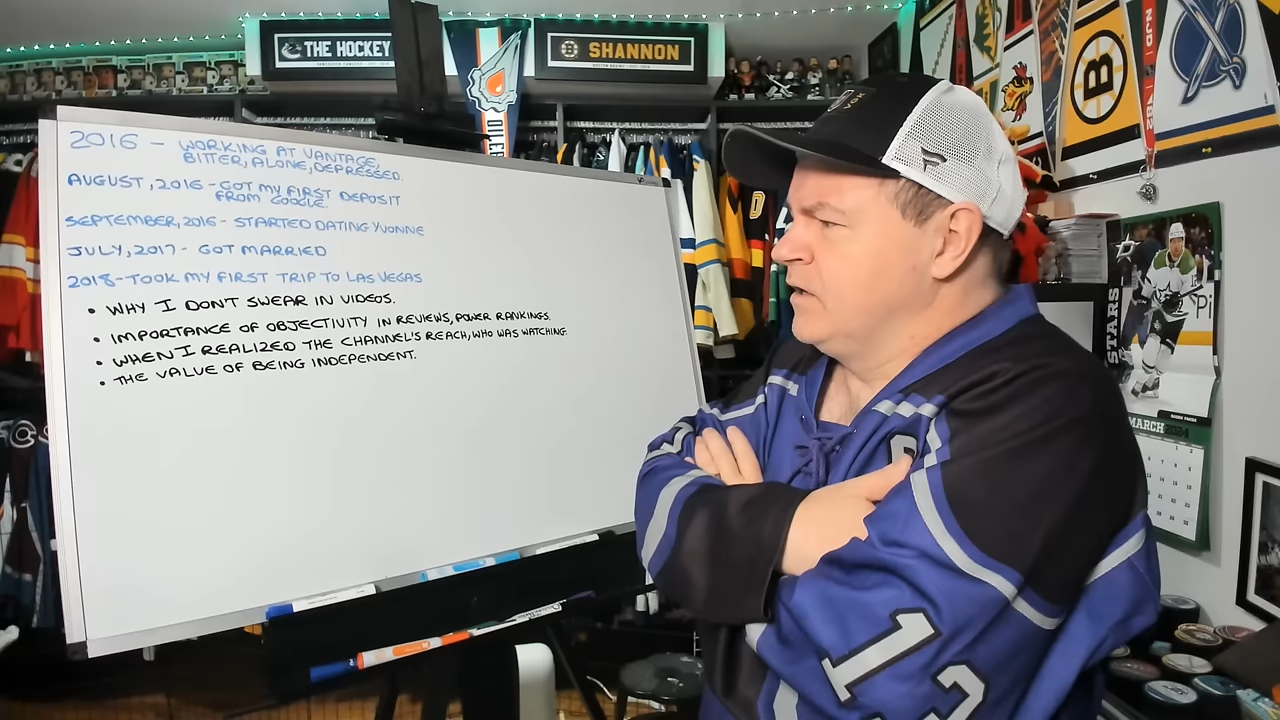 THE HOCKEY
SHANNON
OILERS
B
2016 - WORKING AT VANTAGE,
BITTER, ALONE, DEPRESSED.
AUGUST, 2016 - GOT MY FIRST DEPOSIT
FROM GOOGLE.
SEPTEMBER, 2016 - STARTED DATING YVONNE
JULY, 2017 - GOT MARRIED
2018 - TOOK MY FIRST TRIP TO LAS VEGAS
• WHY I DON'T SWEAR IN VIDEOS.
• IMPORTANCE OF OBJECTIVITY IN REVIEWS, POWER RANKINGS.
• WHEN I REALIZED THE CHANNEL'S REACH, WHO WAS WATCHING.
• THE VALUE OF BEING INDEPENDENT.
STARS
MARCH 2024
13